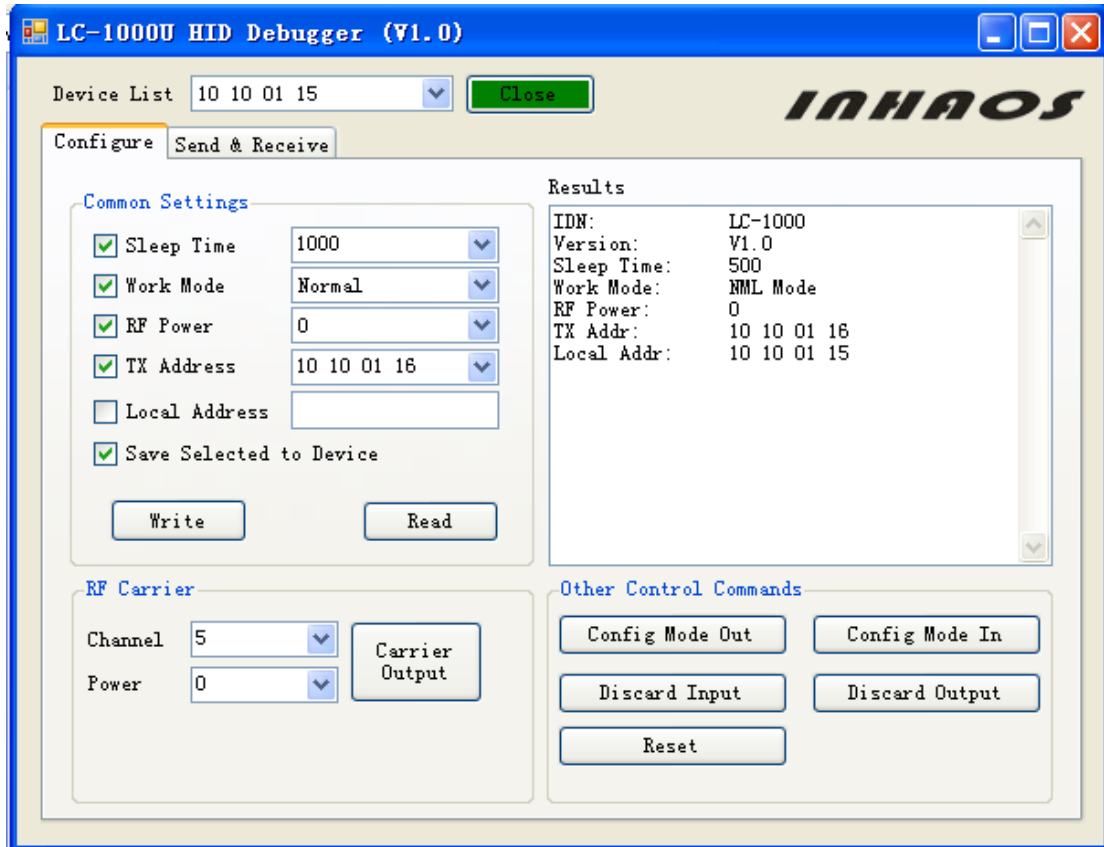 LC-1000U HID Debugger (V1.0)
Device List 10 10 01 15 Close
INHAOS
Configure Send & Receive
Common Settings
Sleep Time 1000
Work Mode Normal
RF Power 0
TX Address 10 10 01 16
Local Address
Save Selected to Device
Write Read
Results
IDN: LC-1000
Version: V1.0
Sleep Time: 500
Work Mode: NML Mode
RF Power: 0
TX Addr: 10 10 01 16
Local Addr: 10 10 01 15
RF Carrier
Channel 5
Power 0
Carrier
Output
Other Control Commands
Config Mode Out Config Mode In
Discard Input Discard Output
Reset